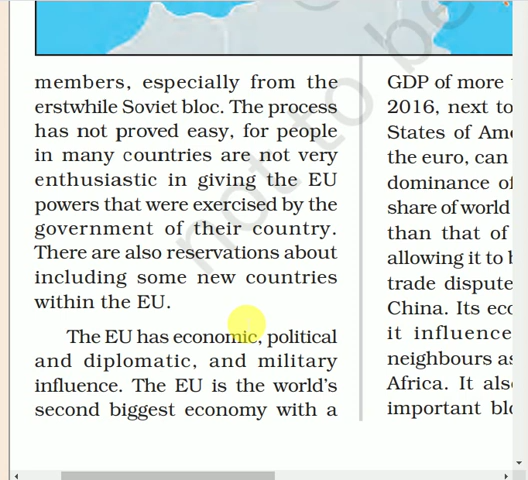 members, especially from the
erstwhile Soviet bloc. The process
has not proved easy, for people
in many countries are not very
enthusiastic in giving the EU
powers that were exercised by the
government of their country.
There are also reservations about
including some new countries
within the EU.
The EU has economic, political
and diplomatic, and military
influence. The EU is the world's
second biggest economy with a
GDP of more
2016, next to
States of
the euro, can
dominance of
share of world
than that of
allowing it to
trade dispute
China. Its
it influence
neighbours as
Africa. It
important
not to be